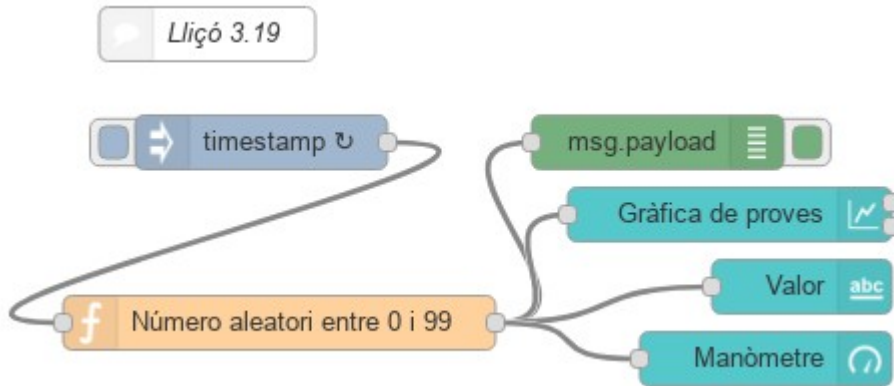 Lliçó 3.19
timestamp ↻
msg.payload
Gràfica de proves
Valor
abc
Número aleatori entre 0 i 99
Manòmetre